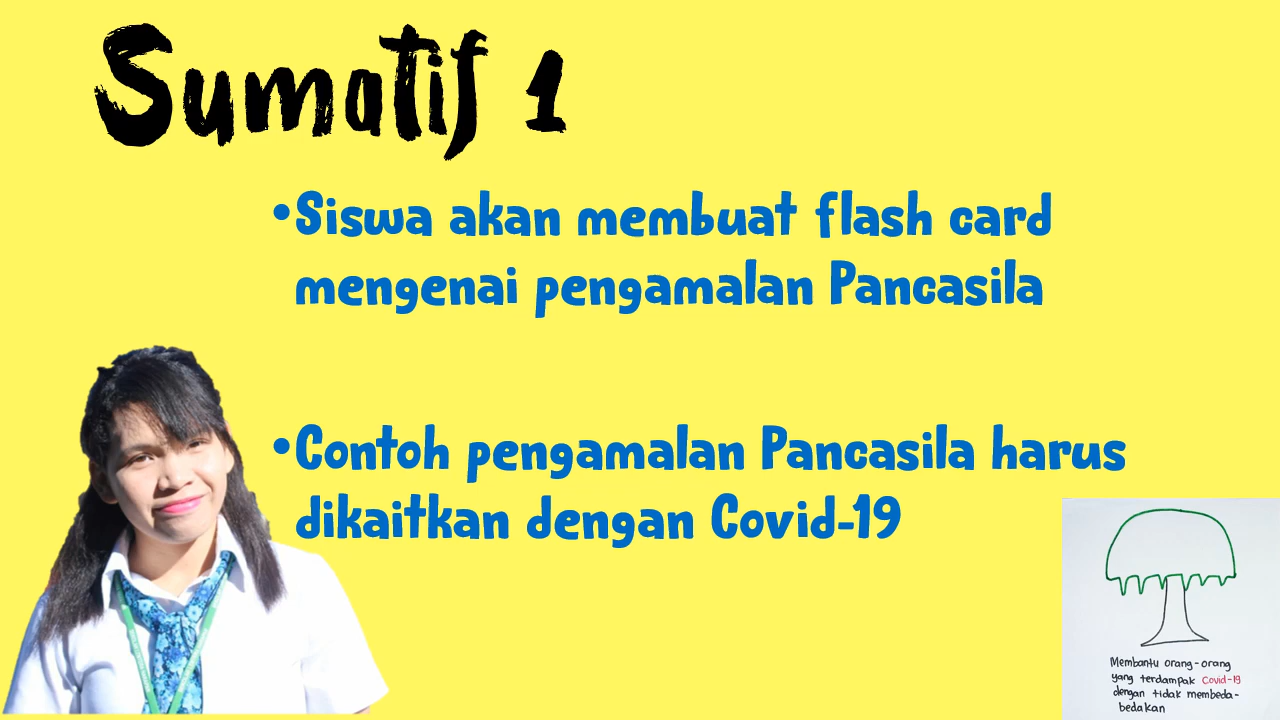 Sumatif 1
•Siswa akan membuat flash card
mengenai pengamalan Pancasila
•Contoh pengamalan Pancasila harus
dikaitkan dengan Covid-19
Membantu orang-orang
yang terdampak Covid-19
dengan tidak membeda-
bedakan